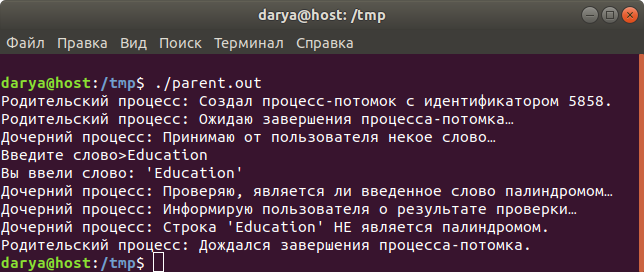 darya@host: /tmp
Файл Правка Вид Поиск Терминал Справка
darya@host:/tmp$ ./parent.out
Родительский процесс: Создал процесс-потомок с идентификатором 5858.
Родительский процесс: Ожидаю завершения процесса-потомка…
Дочерний процесс: Принимаю от пользователя некое слово…
Введите слово>Education
Вы ввели слово: 'Education'
Дочерний процесс: Проверяю, является ли введенное слово палиндромом…
Дочерний процесс: Информирую пользователя о результате проверки…
Дочерний процесс: Строка 'Education' НЕ является палиндромом.
Родительский процесс: Дождался завершения процесса-потомка.
darya@host:/tmp$